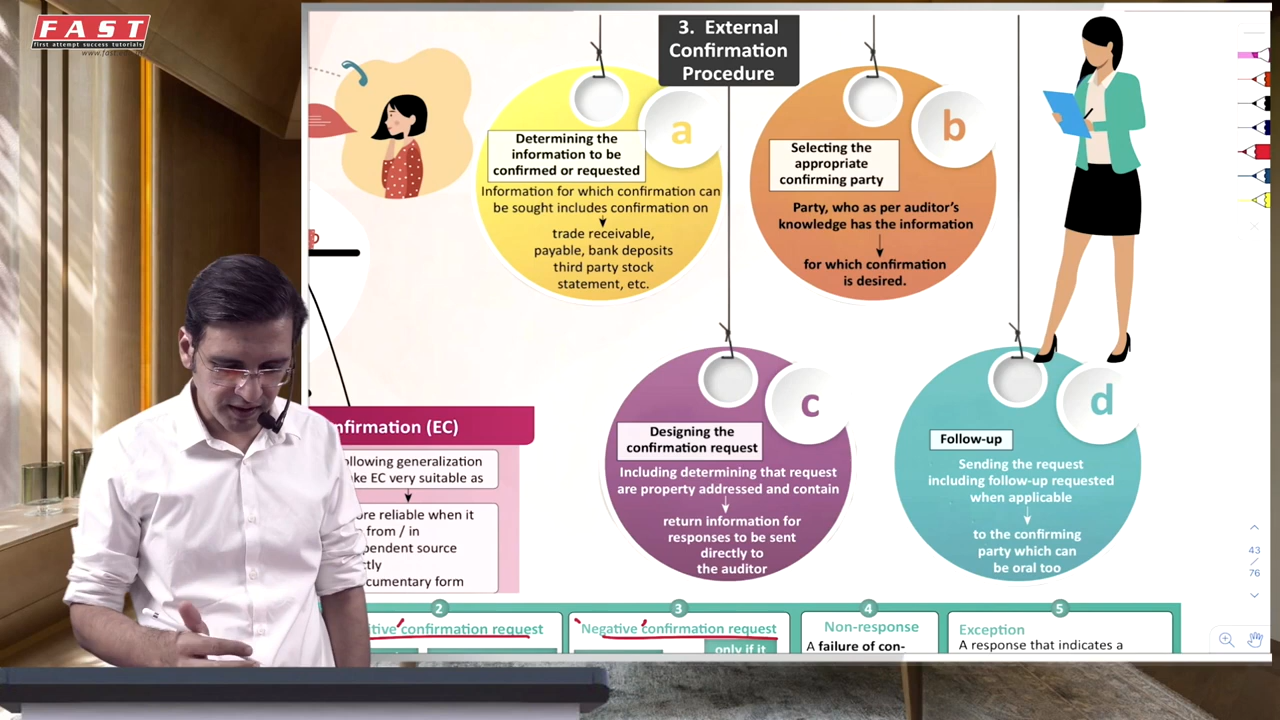 FAST
first attempt success tutorials
3. External
Confirmation
Procedure
a
Determining the
information to be
confirmed or requested
Information for which confirmation can
be sought includes confirmation on
trade receivable,
payable, bank deposits
third party stock
statement, etc.
b
Selecting the
appropriate
confirming party
Party, who as per auditor's
knowledge has the information
for which confirmation
is desired.
c
Designing the
confirmation request
Including determining that request
are property addressed and contain
return information for
responses to be sent
directly to
the auditor
d
Follow-up
Sending the request
including follow-up requested
when applicable
to the confirming
party which can
be oral too
nfirmation (EC)
ollowing generalization
ke EC very suitable as
ore reliable when it
from / in
pendent source
ctly
cumentary form
2
itive confirmation request
3
Negative confirmation request
only if it
4
Non-response
A failure of con-
5
Exception
A response that indicates a
43
/
76